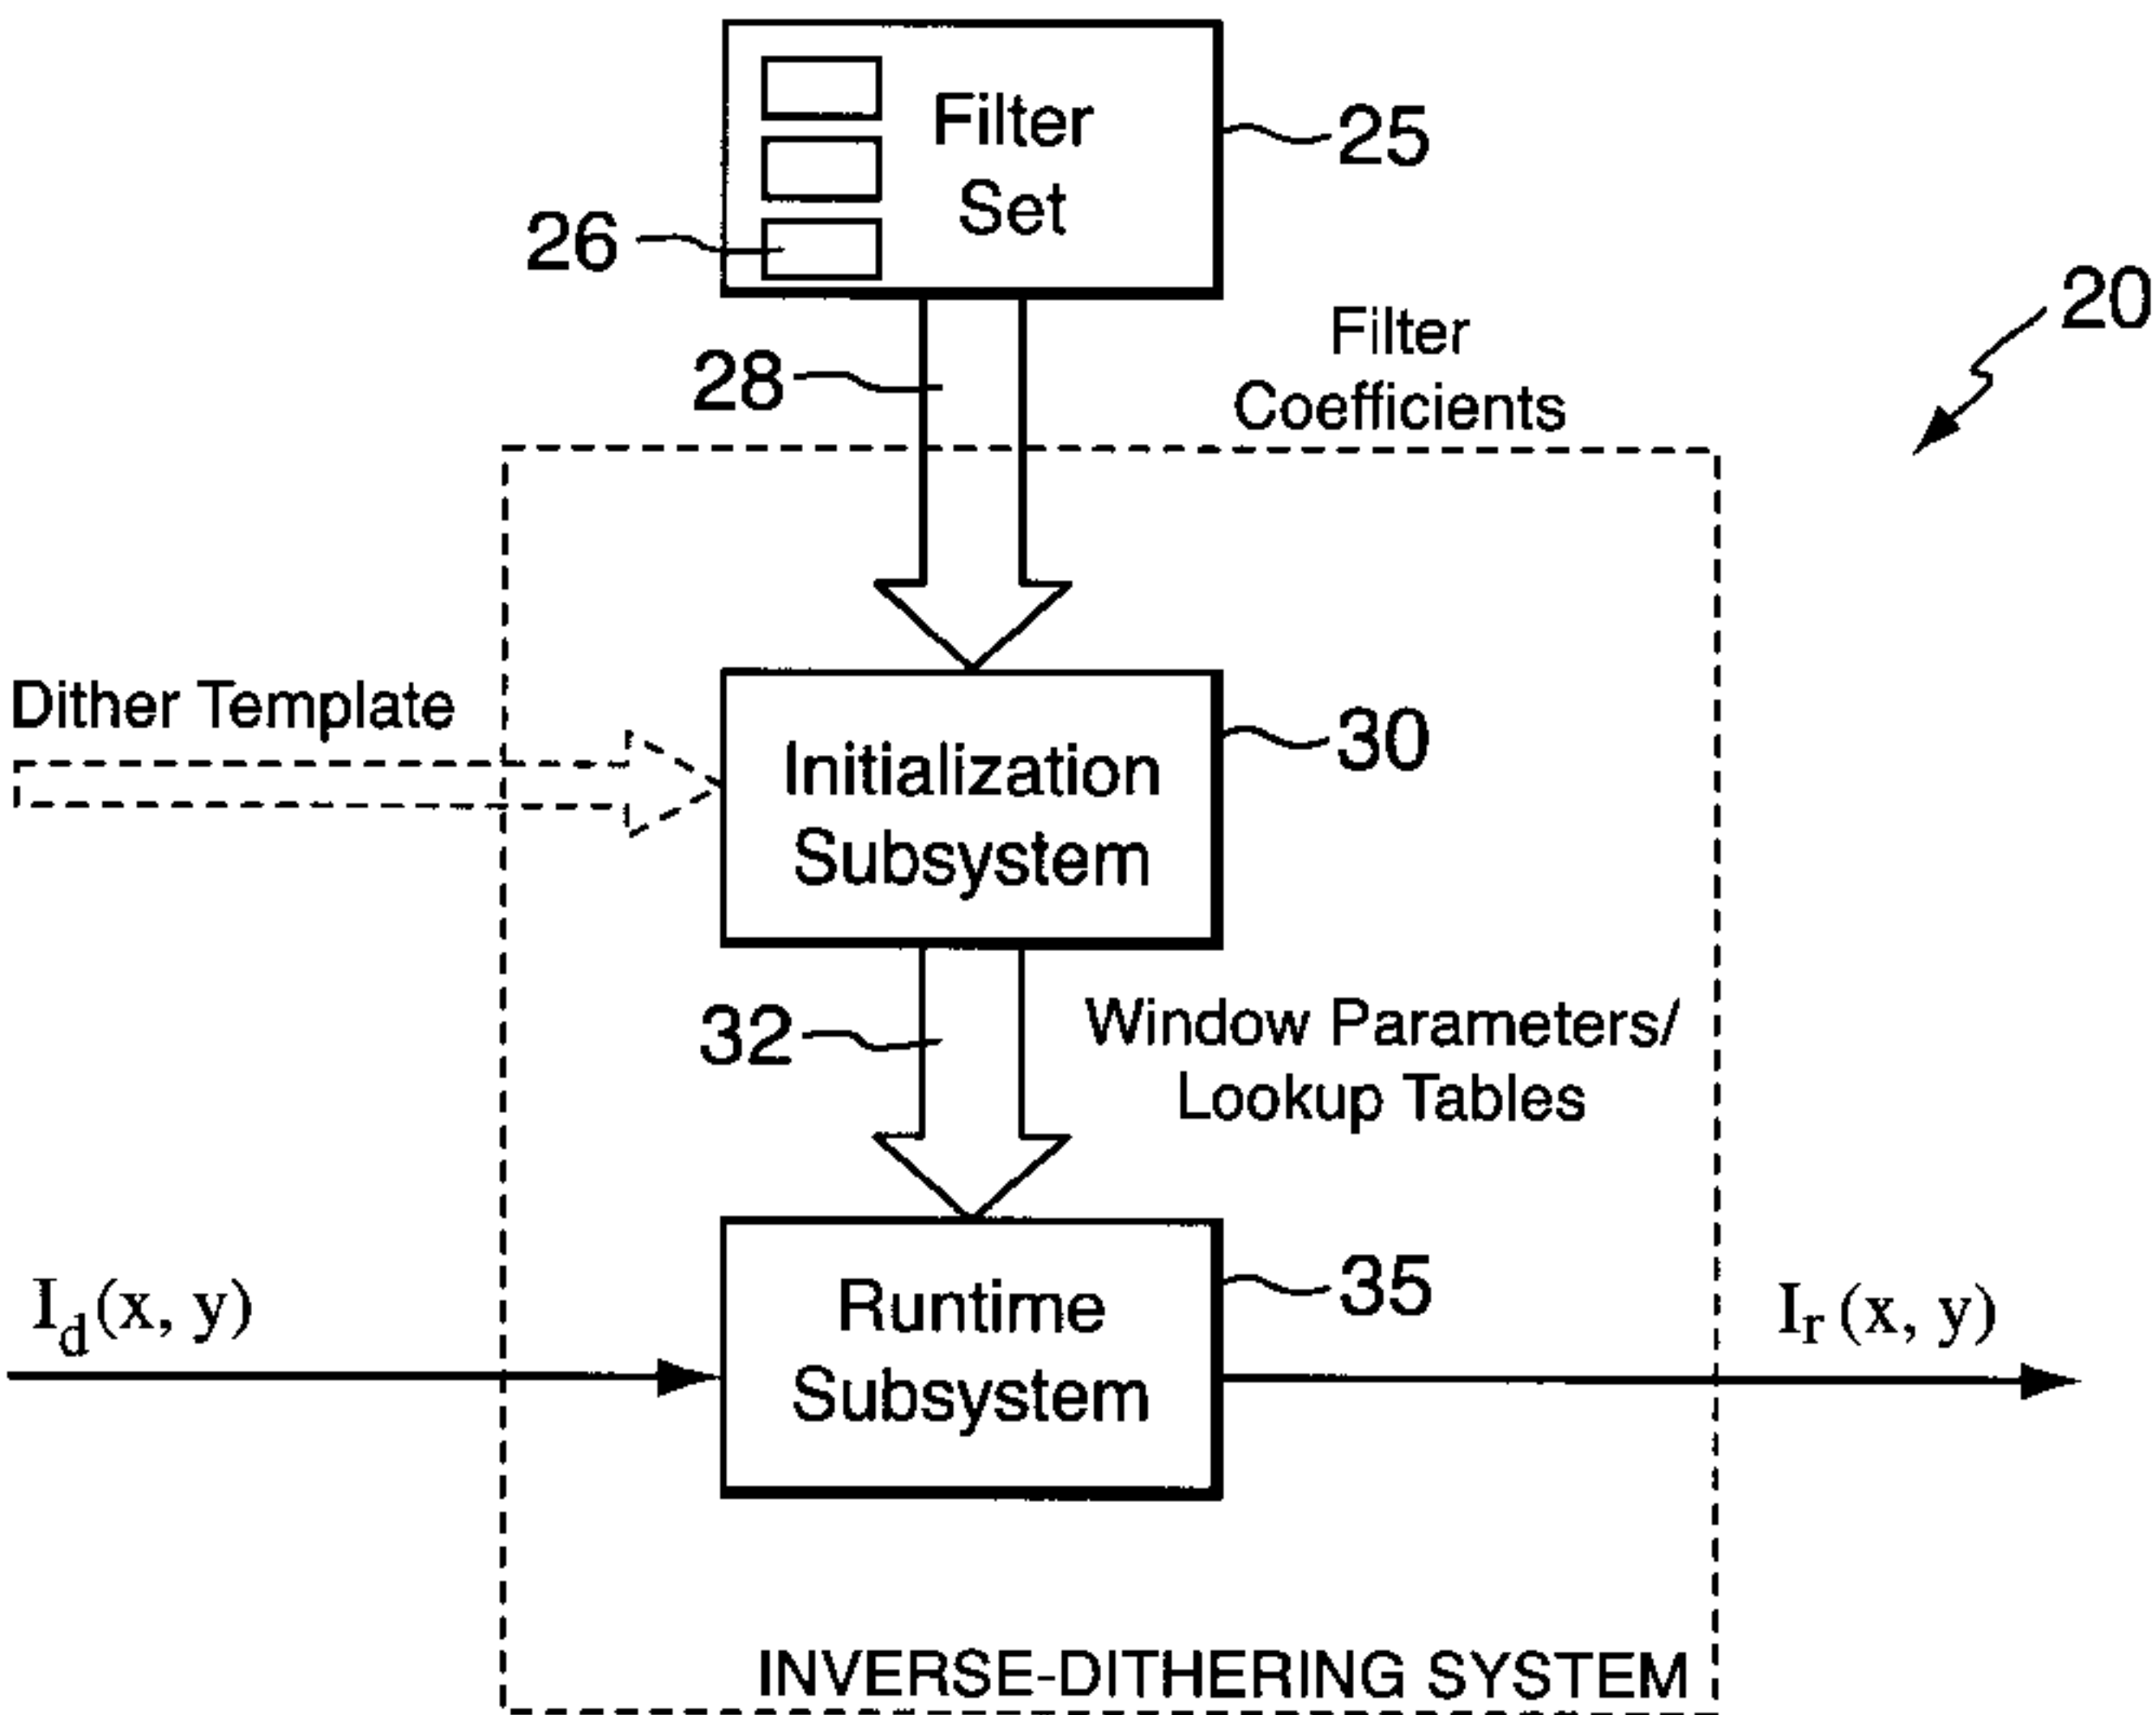 Filter
Set
25
26
20
28
Filter
Coefficients
Dither Template
Initialization
Subsystem
30
32
Window Parameters/
Lookup Tables
I_d(x, y)
Runtime
Subsystem
35
I_r(x, y)
INVERSE-DITHERING SYSTEM